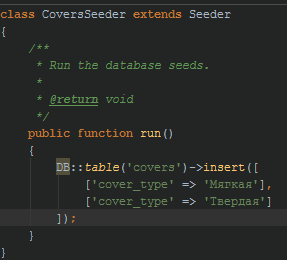 class CoversSeeder extends Seeder
{
    /**
     * Run the database seeds.
     *
     * @return void
     */
    public function run()
    {
        DB::table('covers')->insert([
            ['cover_type' => 'Мяркая'],
            ['cover_type' => 'Твердая']
        ]);
    }
}